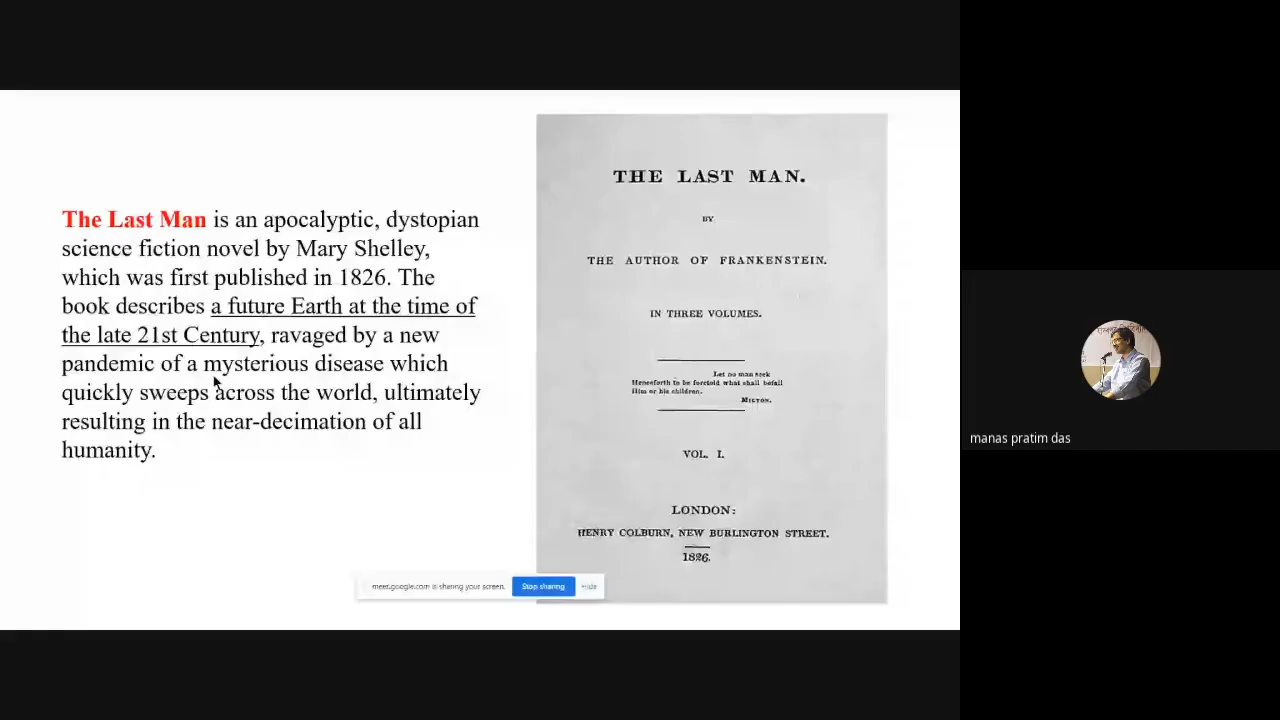 The Last Man is an apocalyptic, dystopian
science fiction novel by Mary Shelley,
which was first published in 1826. The
book describes a future Earth at the time of
the late 21st Century, ravaged by a new
pandemic of a mysterious disease which
quickly sweeps across the world, ultimately
resulting in the near-decimation of all
humanity.
THE LAST MAN.
BY
THE AUTHOR OF FRANKENSTEIN.
IN THREE VOLUMES.
Let no man seek
Henceforth to be foretold what shall befall
Him or his children.
MILTON.
VOL. I.
LONDON:
HENRY COLBURN, NEW BURLINGTON STREET.
1826.
meet.google.com is sharing your screen.
Stop sharing
Hide
manas pratim das